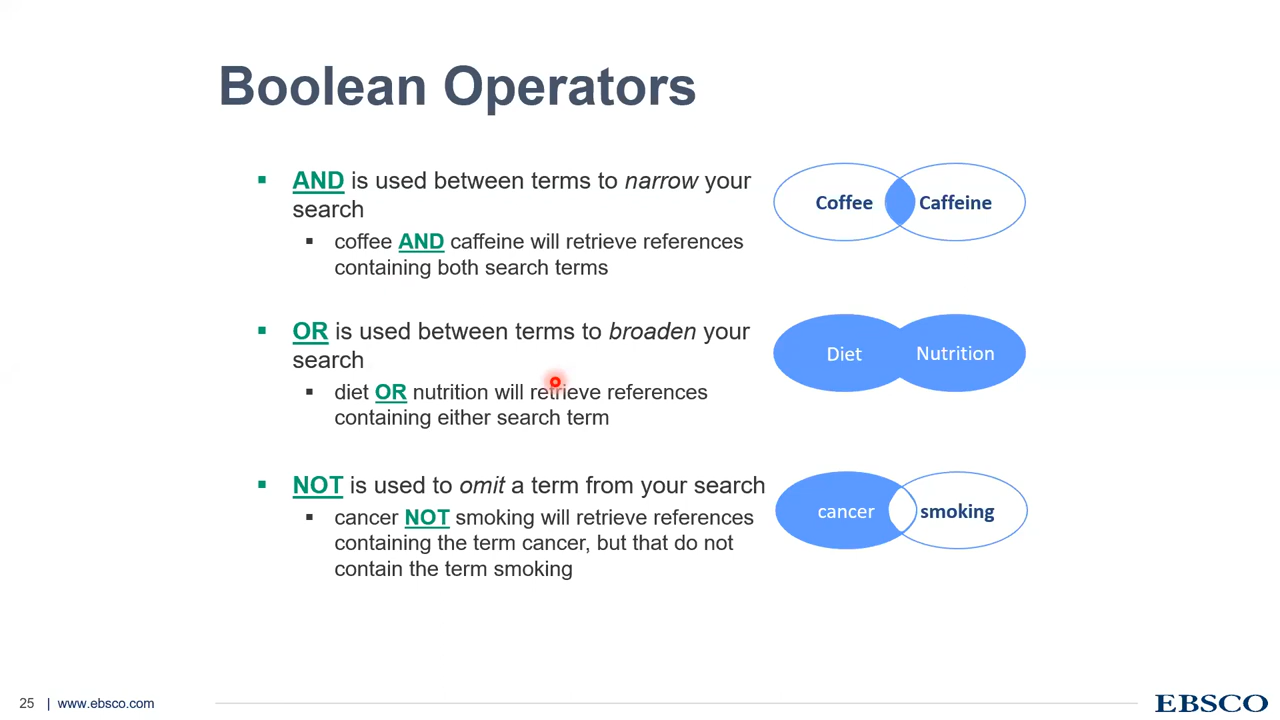 Boolean Operators
▪ AND is used between terms to narrow your
search
▪ coffee AND caffeine will retrieve references
containing both search terms
Coffee Caffeine
▪ OR is used between terms to broaden your
search
▪ diet OR nutrition will retrieve references
containing either search term
Diet Nutrition
▪ NOT is used to omit a term from your search
▪ cancer NOT smoking will retrieve references
containing the term cancer, but that do not
contain the term smoking
cancer smoking
25 | www.ebsco.com
EBSCO